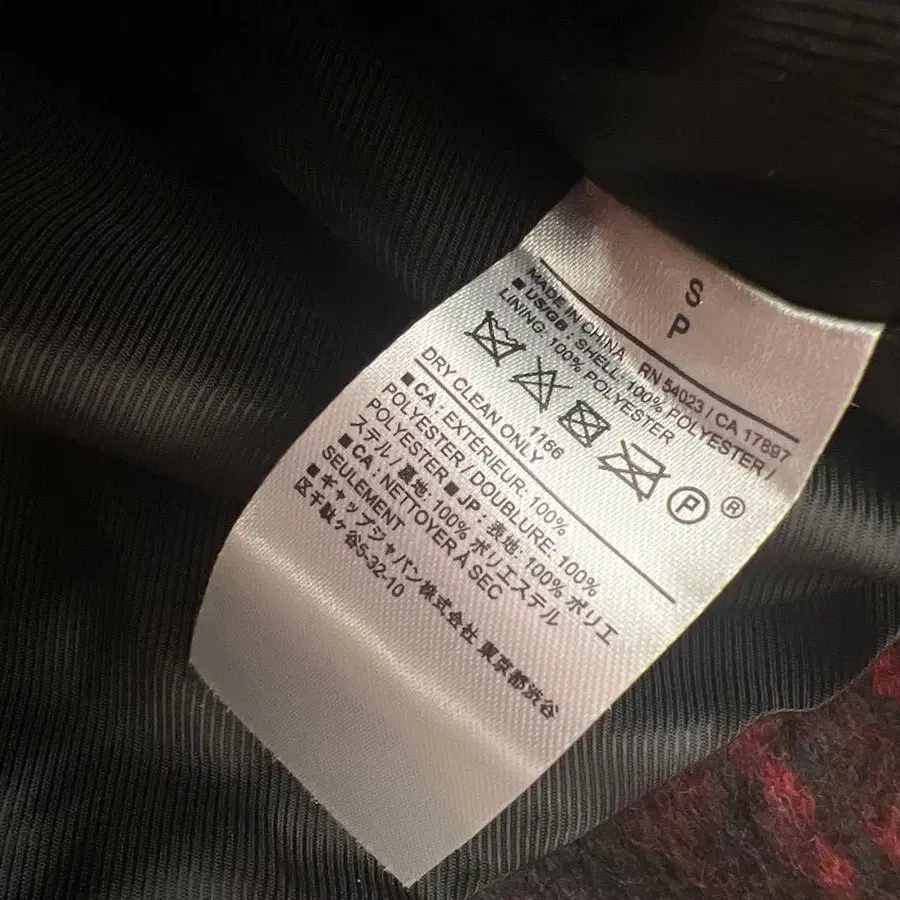 S
P
MADE IN CHINA RN 54023 / CA 17897
■ US/GB : SHELL: 100% POLYESTER /
LINING: 100% POLYESTER
P ®
1166
DRY CLEAN ONLY
■ CA : EXTÉRIEUR: 100%
POLYESTER / DOUBLURE: 100%
POLYESTER ■ JP : 表地: 100% ポリエ
ステル / 裏地: 100% ポリエステル
■ CA : NETTOYER A SEC
SEULEMENT
■ ギャップジャパン株式会社 東京都渋谷
区千駄ヶ谷5-32-10